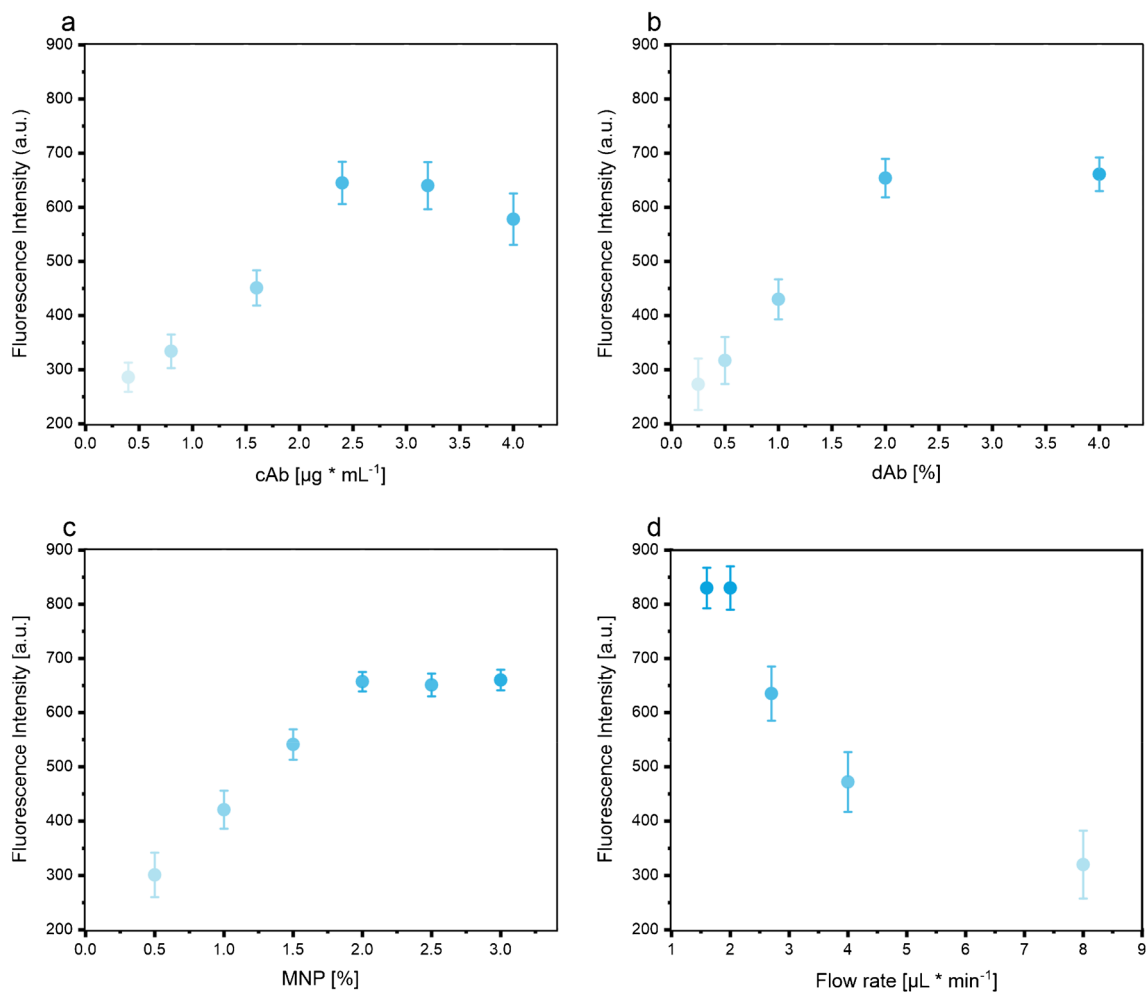 a
900
800
700
600
500
400
300
200
Fluorescence Intensity (a.u.)
0.0 0.5 1.0 1.5 2.0 2.5 3.0 3.5 4.0
cAb [µg * mL⁻¹]
b
900
800
700
600
500
400
300
200
Fluorescence Intensity (a.u.)
0.0 0.5 1.0 1.5 2.0 2.5 3.0 3.5 4.0
dAb [%]
c
900
800
700
600
500
400
300
200
Fluorescence Intensity [a.u.]
0.0 0.5 1.0 1.5 2.0 2.5 3.0
MNP [%]
d
900
800
700
600
500
400
300
200
Fluorescence Intensity [a.u.]
1 2 3 4 5 6 7 8 9
Flow rate [µL * min⁻¹]